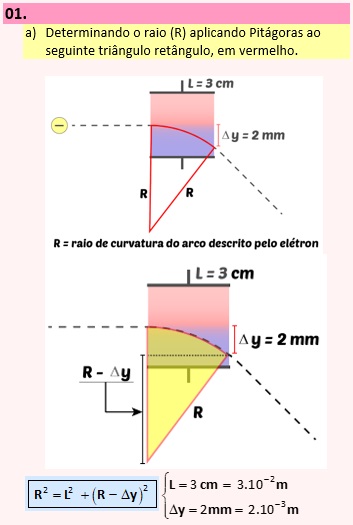 01.
a) Determinando o raio (R) aplicando Pitágoras ao
seguinte triângulo retângulo, em vermelho.
L = 3 cm
−
Δy = 2 mm
R
R
R = raio de curvatura do arco descrito pelo elétron
L = 3 cm
Δy = 2 mm
R - Δy
R
R² = L² + (R − Δy)²
L = 3 cm = 3.10⁻² m
Δy = 2mm = 2.10⁻³ m